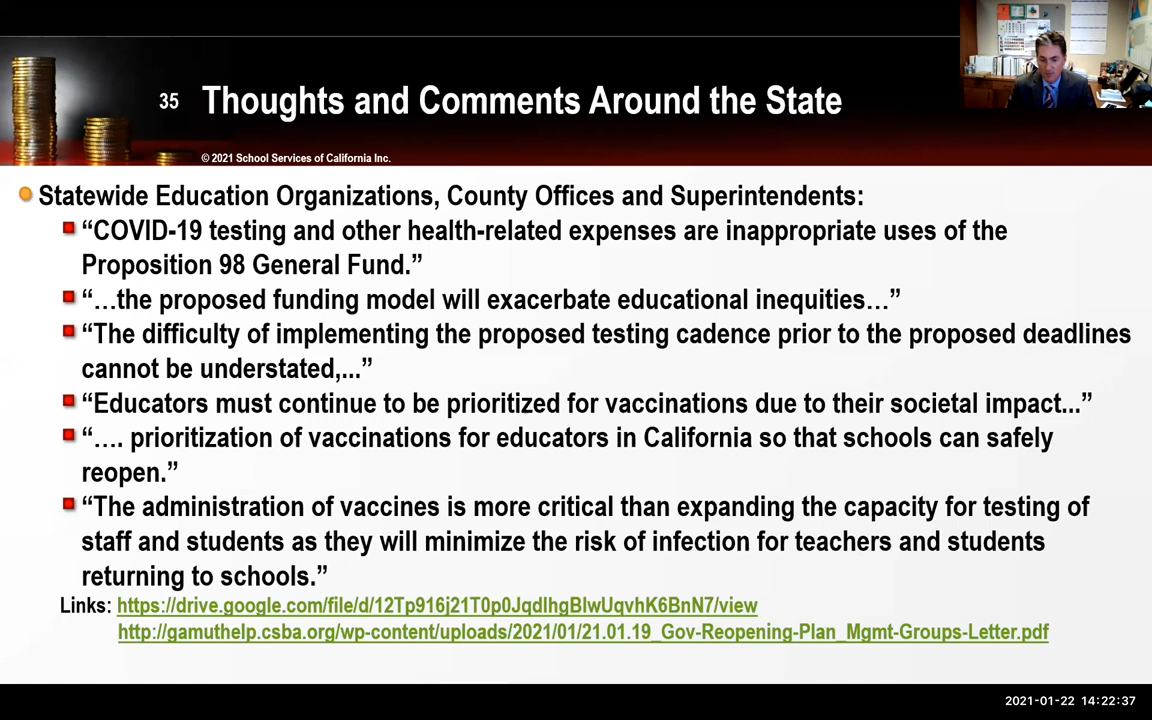 35
Thoughts and Comments Around the State
© 2021 School Services of California Inc.
Statewide Education Organizations, County Offices and Superintendents:
“COVID-19 testing and other health-related expenses are inappropriate uses of the
Proposition 98 General Fund.”
“…the proposed funding model will exacerbate educational inequities…”
“The difficulty of implementing the proposed testing cadence prior to the proposed deadlines
cannot be understated,...”
“Educators must continue to be prioritized for vaccinations due to their societal impact...”
“…. prioritization of vaccinations for educators in California so that schools can safely
reopen.”
“The administration of vaccines is more critical than expanding the capacity for testing of
staff and students as they will minimize the risk of infection for teachers and students
returning to schools.”
Links: https://drive.google.com/file/d/12Tp916j21T0p0JqdIhgBlwUqvhK6BnN7/view
http://gamuthelp.csba.org/wp-content/uploads/2021/01/21.01.19_Gov-Reopening-Plan_Mgmt-Groups-Letter.pdf
2021-01-22 14:22:37